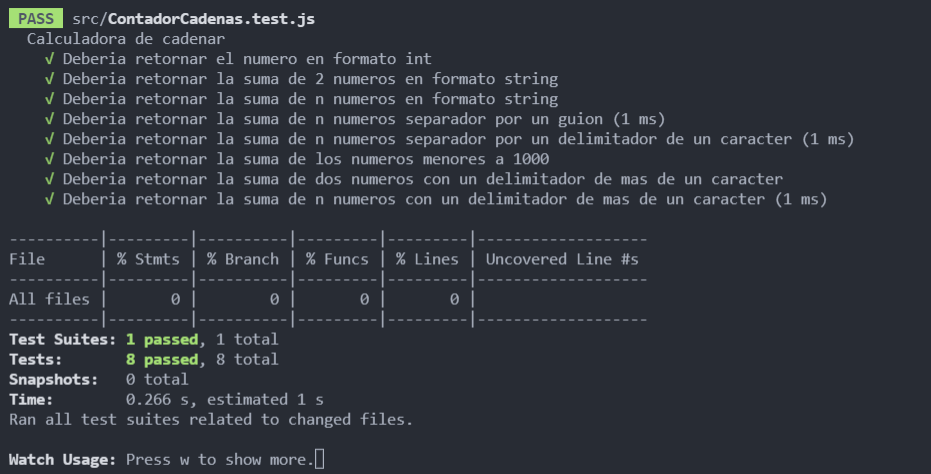 PASS src/ContadorCadenas.test.js
Calculadora de cadenar
√ Deberia retornar el numero en formato int
√ Deberia retornar la suma de 2 numeros en formato string
√ Deberia retornar la suma de n numeros en formato string
√ Deberia retornar la suma de n numeros separador por un guion (1 ms)
√ Deberia retornar la suma de n numeros separador por un delimitador de un caracter (1 ms)
√ Deberia retornar la suma de los numeros menores a 1000
√ Deberia retornar la suma de dos numeros con un delimitador de mas de un caracter
√ Deberia retornar la suma de n numeros con un delimitador de mas de un caracter (1 ms)
----------|---------|----------|---------|---------|-------------------
File      | % Stmts | % Branch | % Funcs | % Lines | Uncovered Line #s
----------|---------|----------|---------|---------|-------------------
All files |       0 |        0 |       0 |       0 |
----------|---------|----------|---------|---------|-------------------
Test Suites: 1 passed, 1 total
Tests:       8 passed, 8 total
Snapshots:   0 total
Time:        0.266 s, estimated 1 s
Ran all test suites related to changed files.
Watch Usage: Press w to show more.